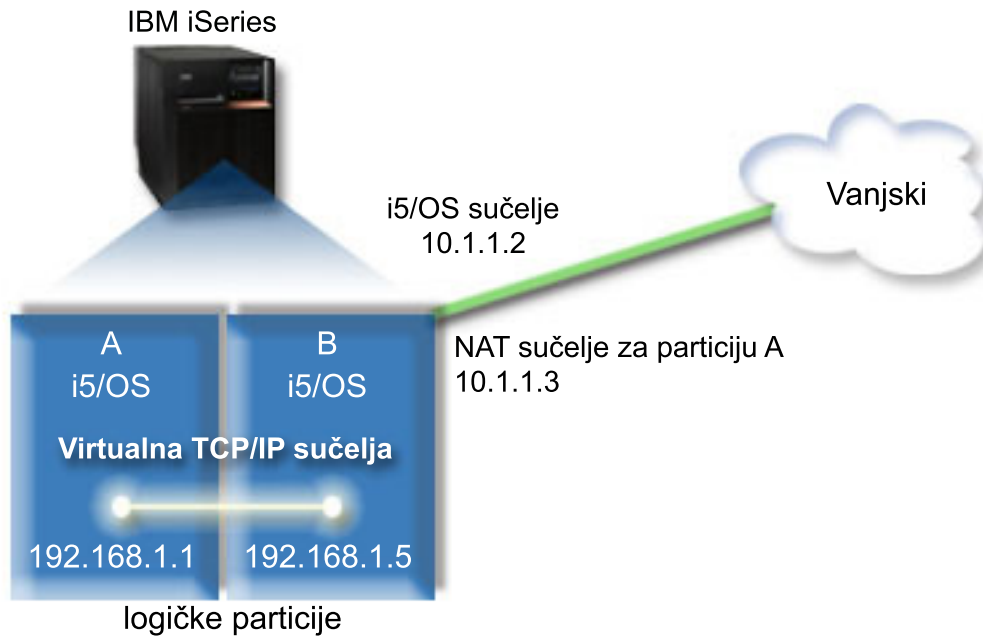 IBM iSeries
i5/OS sučelje
10.1.1.2
Vanjski
A
i5/OS
B
i5/OS
NAT sučelje za particiju A
10.1.1.3
Virtualna TCP/IP sučelja
192.168.1.1
192.168.1.5
logičke particije